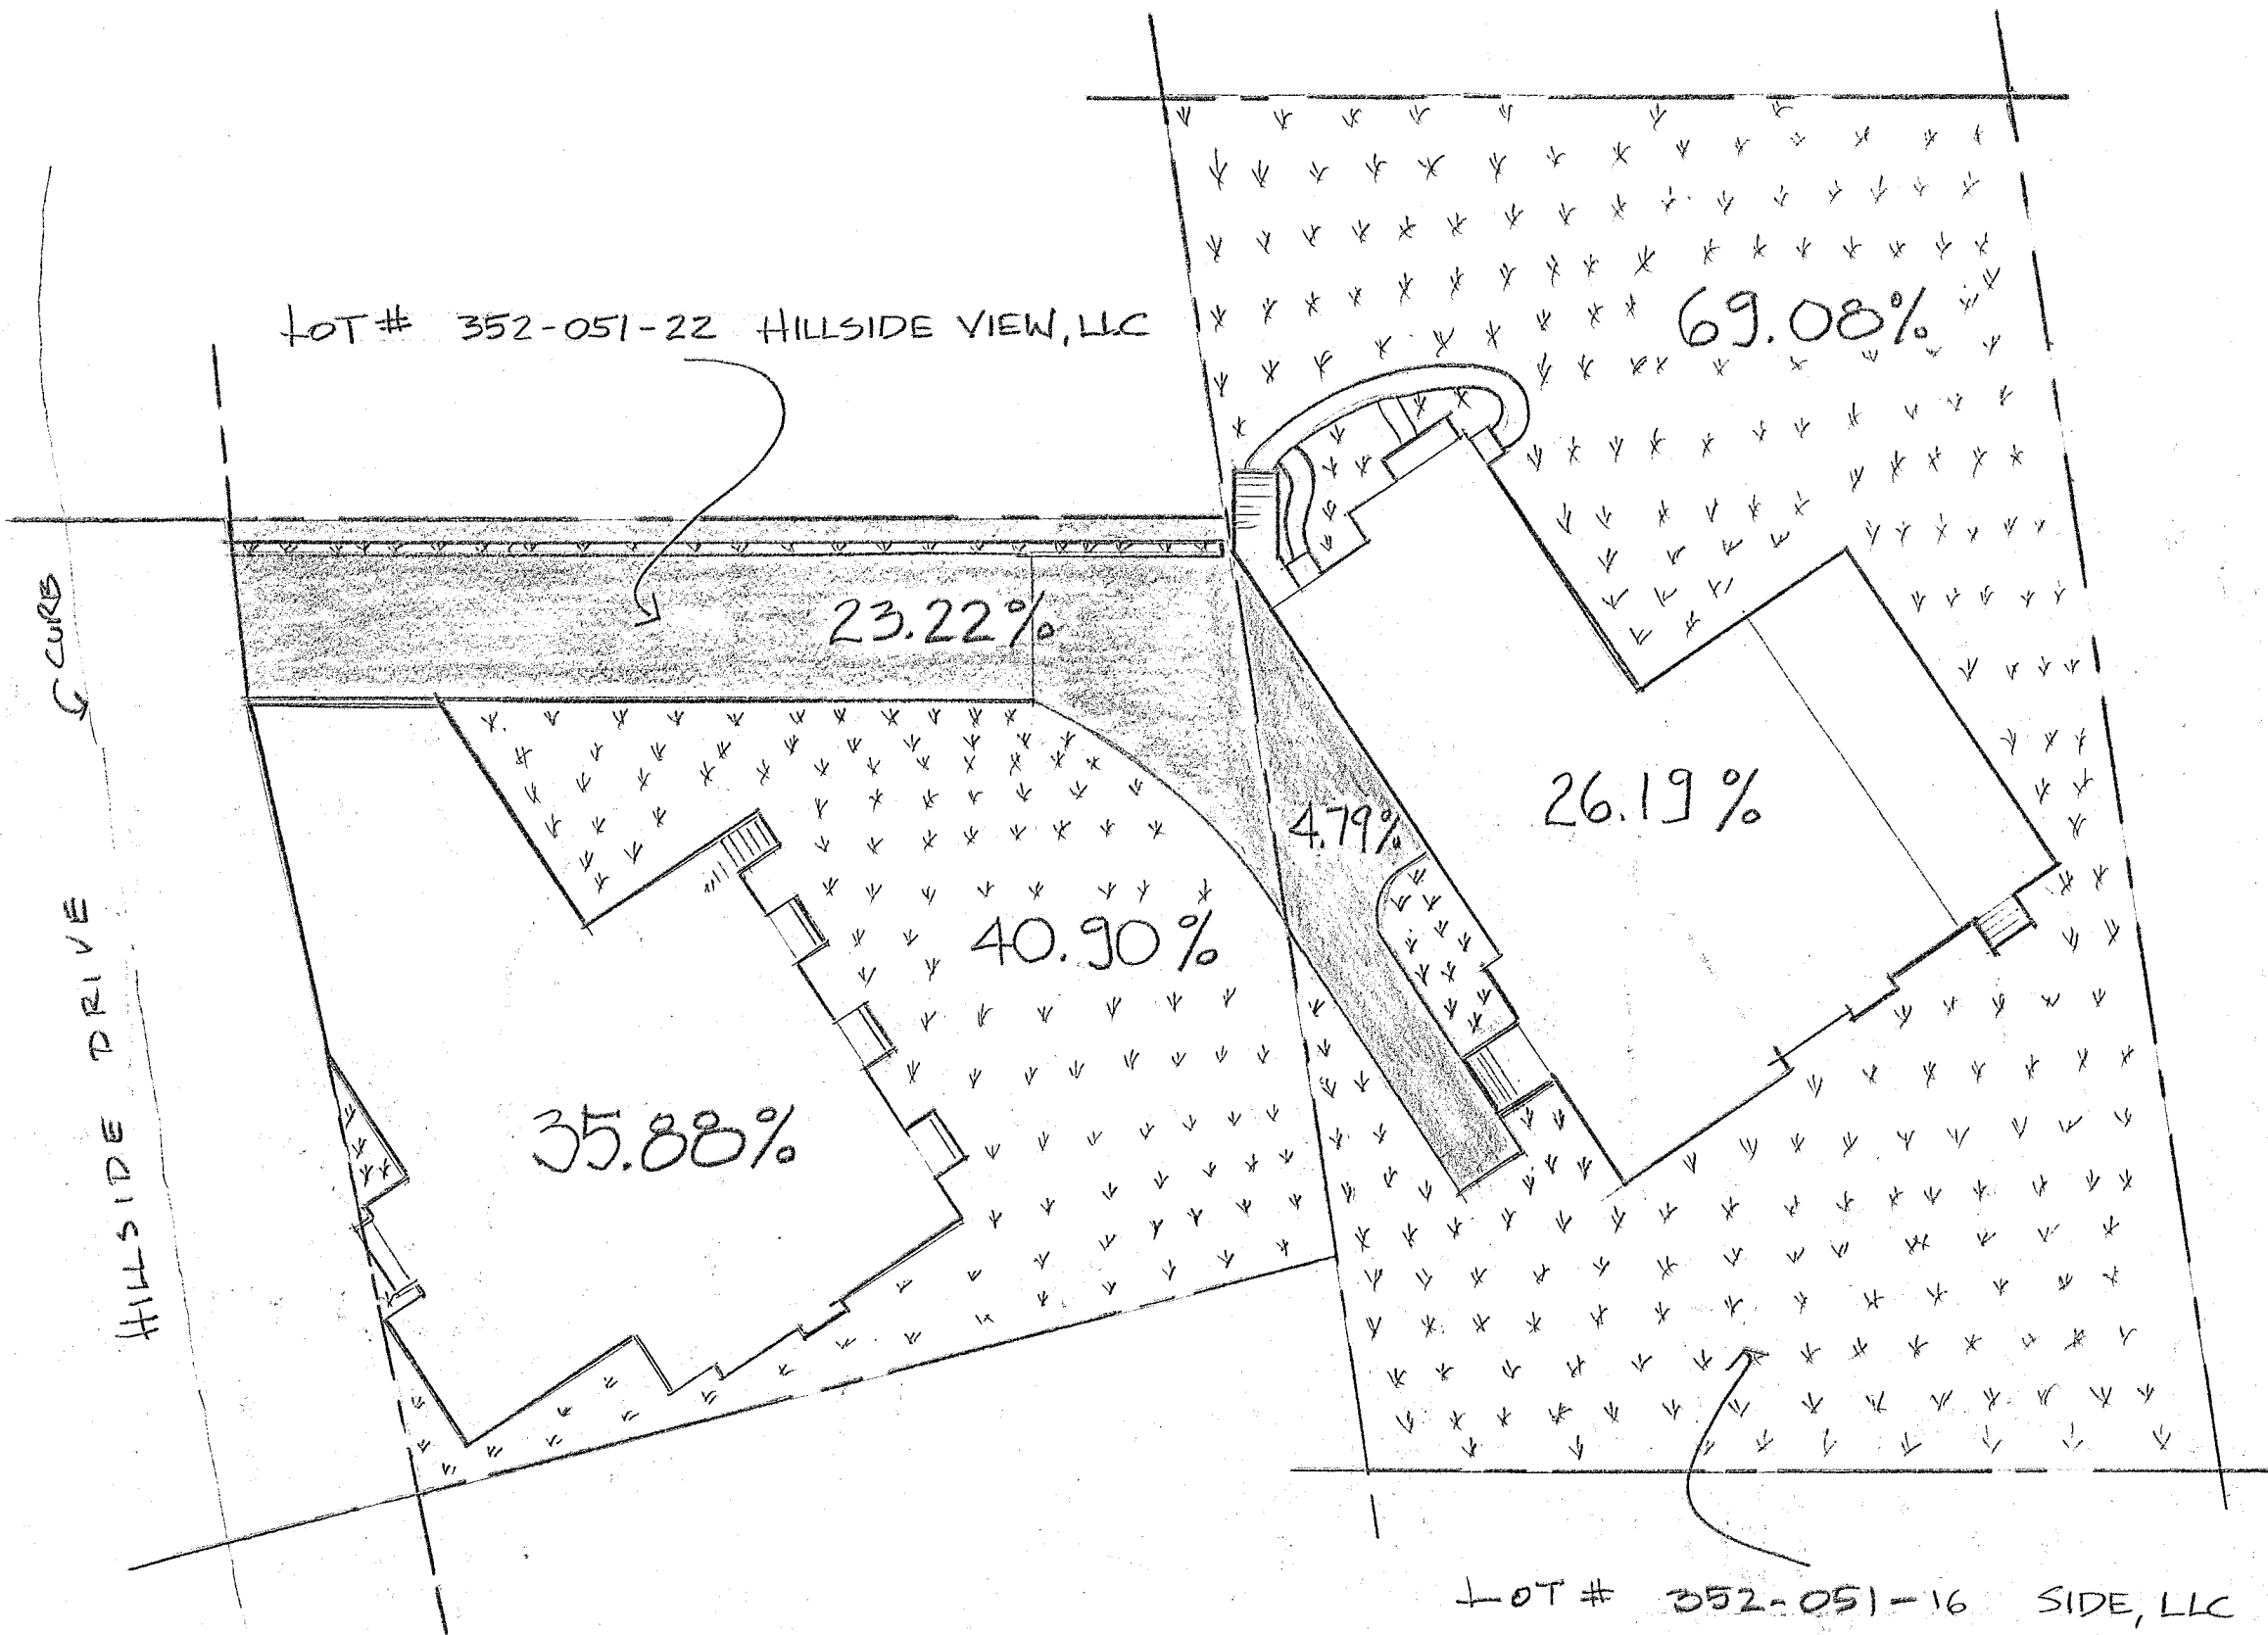 LOT # 352-051-22 HILLSIDE VIEW, LLC
69.08%
CURB
23.22%
4.79%
26.19%
40.90%
HILLSIDE DRIVE
35.88%
LOT # 352-051-16 SIDE, LLC